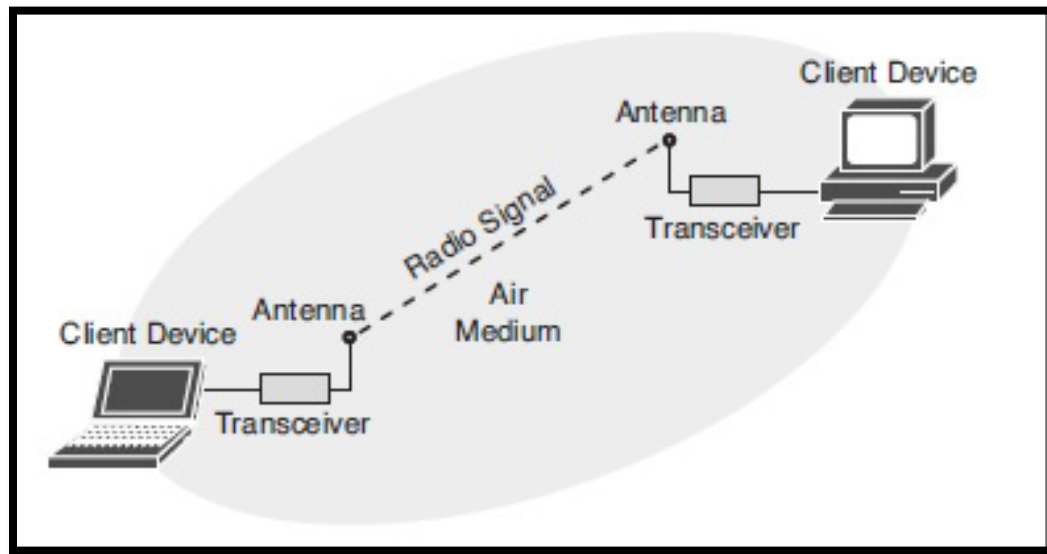 Client Device
Antenna
Transceiver
Radio Signal
Air
Medium
Antenna
Client Device
Transceiver